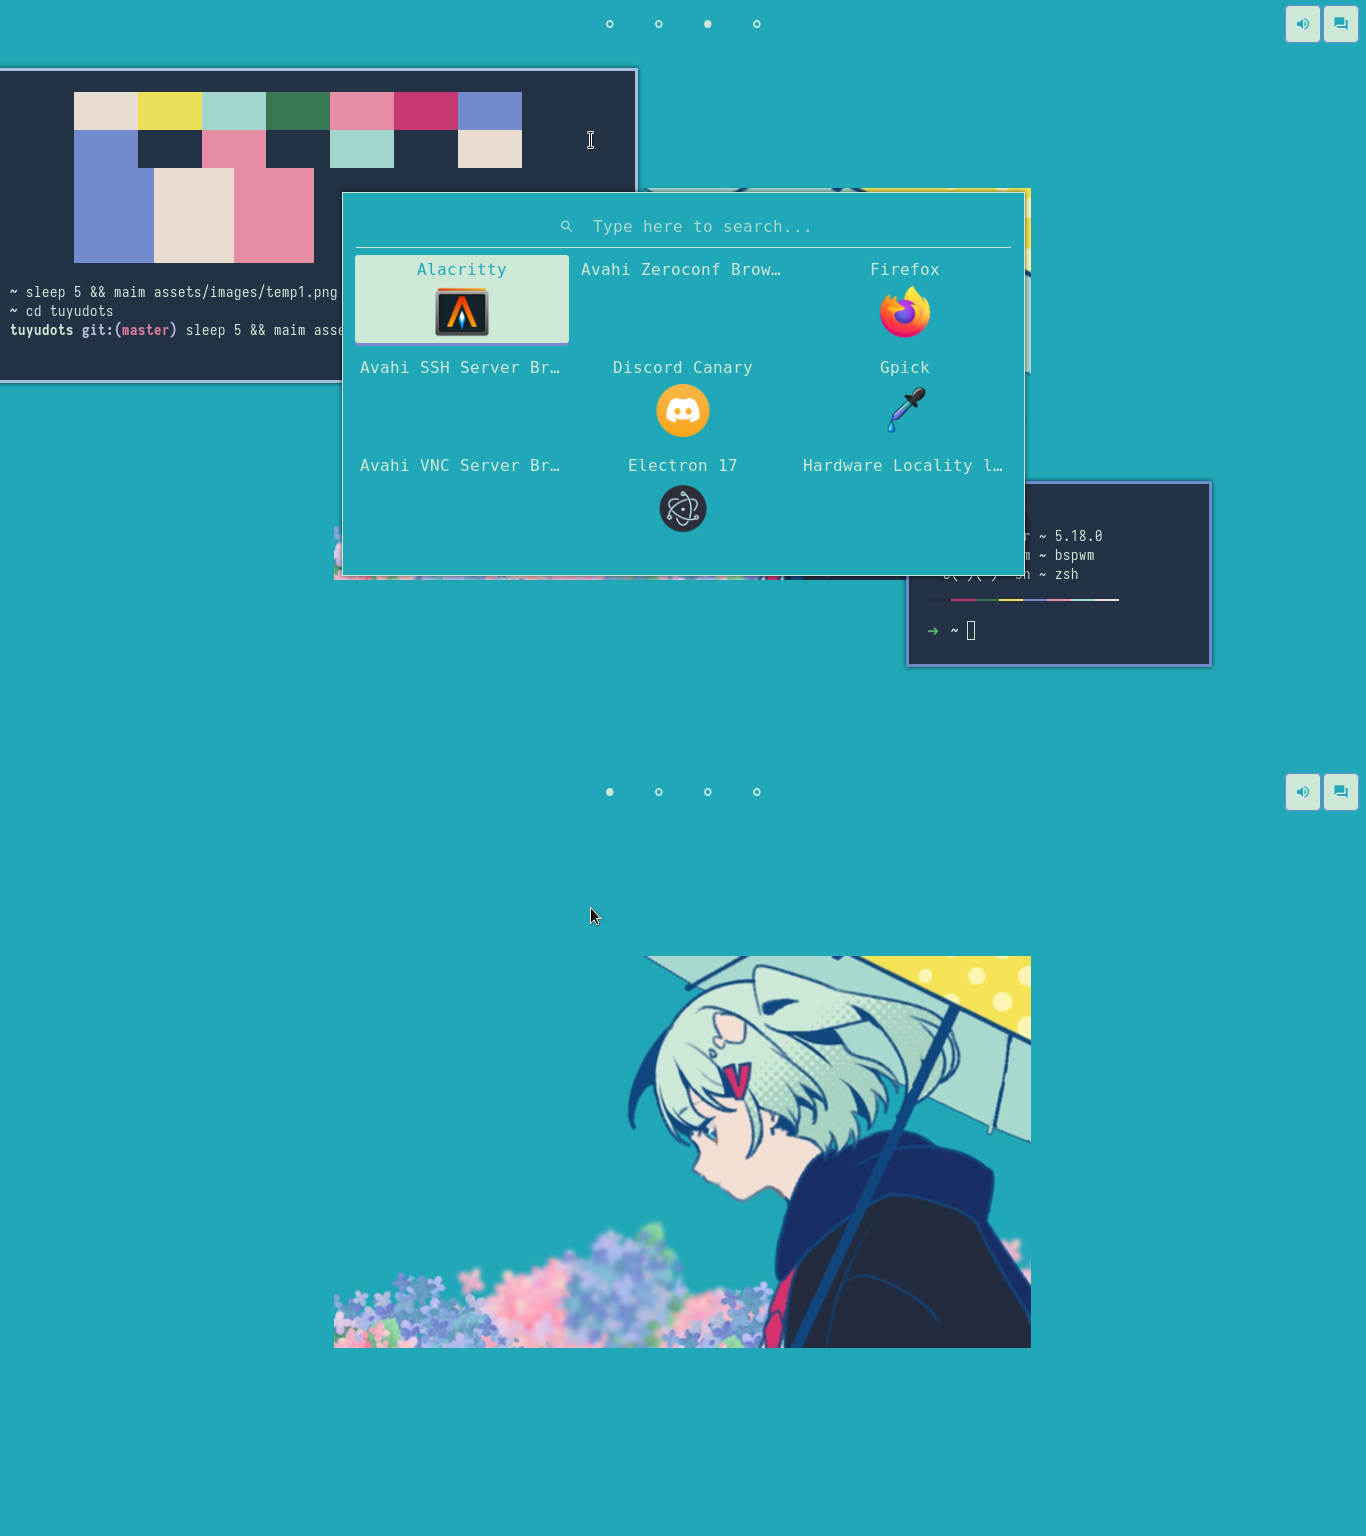 Type here to search...
Alacritty
Avahi Zeroconf Brow…
Firefox
Avahi SSH Server Br…
Discord Canary
Gpick
Avahi VNC Server Br…
Electron 17
Hardware Locality l…
~ sleep 5 && maim assets/images/temp1.png
~ cd tuyudots
tuyudots git:(master) sleep 5 && maim asse
r ~ 5.18.0
m ~ bspwm
sh ~ zsh
➜ ~